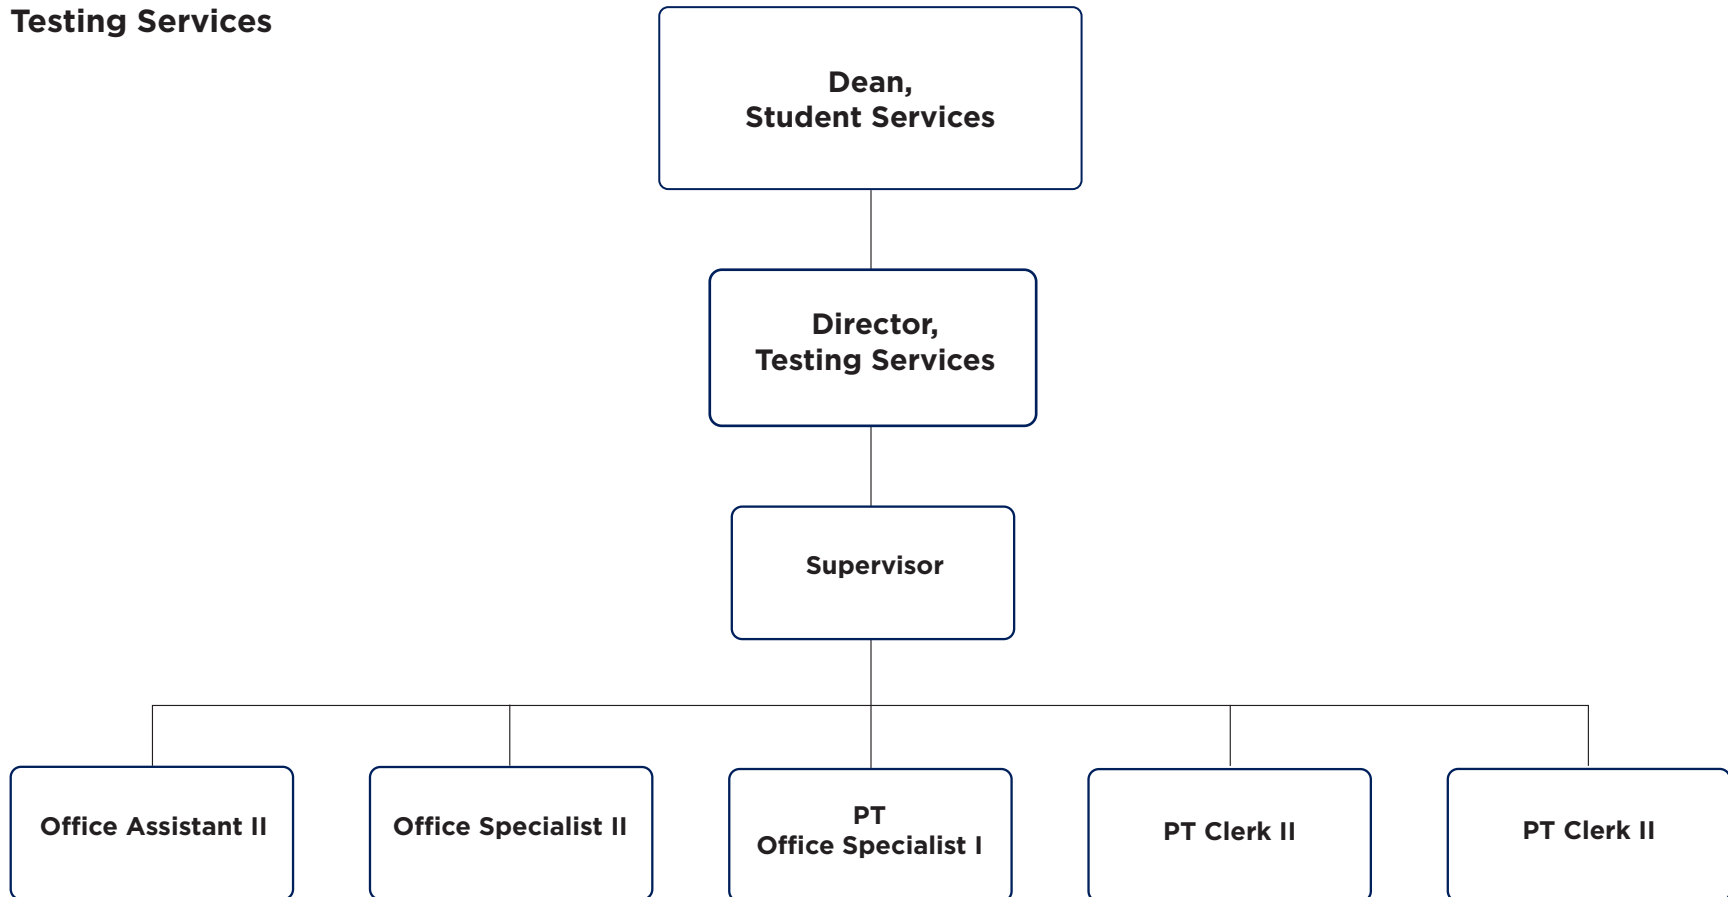 Testing Services
Dean,
Student Services
Director,
Testing Services
Supervisor
Office Assistant II
Office Specialist II
PT
Office Specialist I
PT Clerk II
PT Clerk II